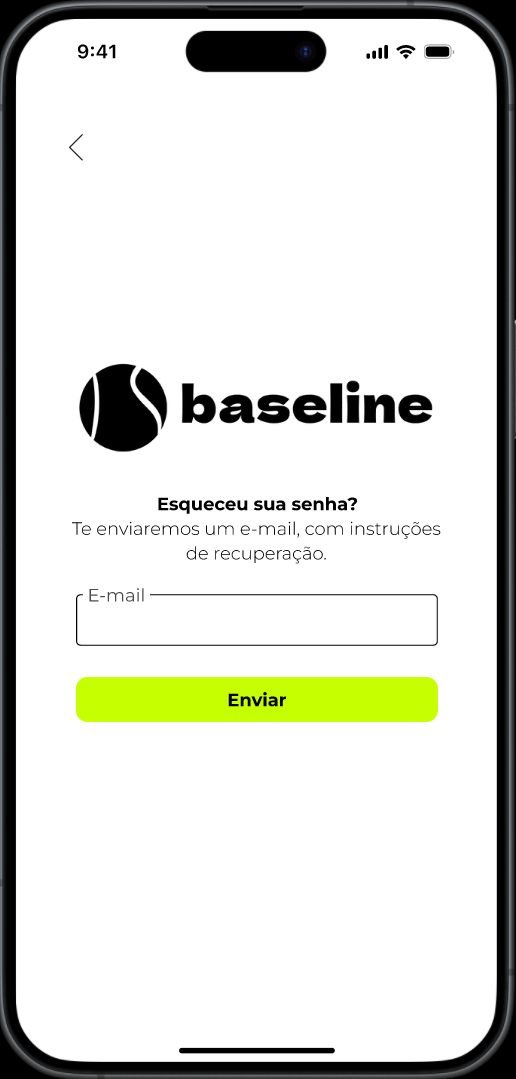 9:41
baseline
Esqueceu sua senha?
Te enviaremos um e-mail, com instruções
de recuperação.
E-mail
Enviar